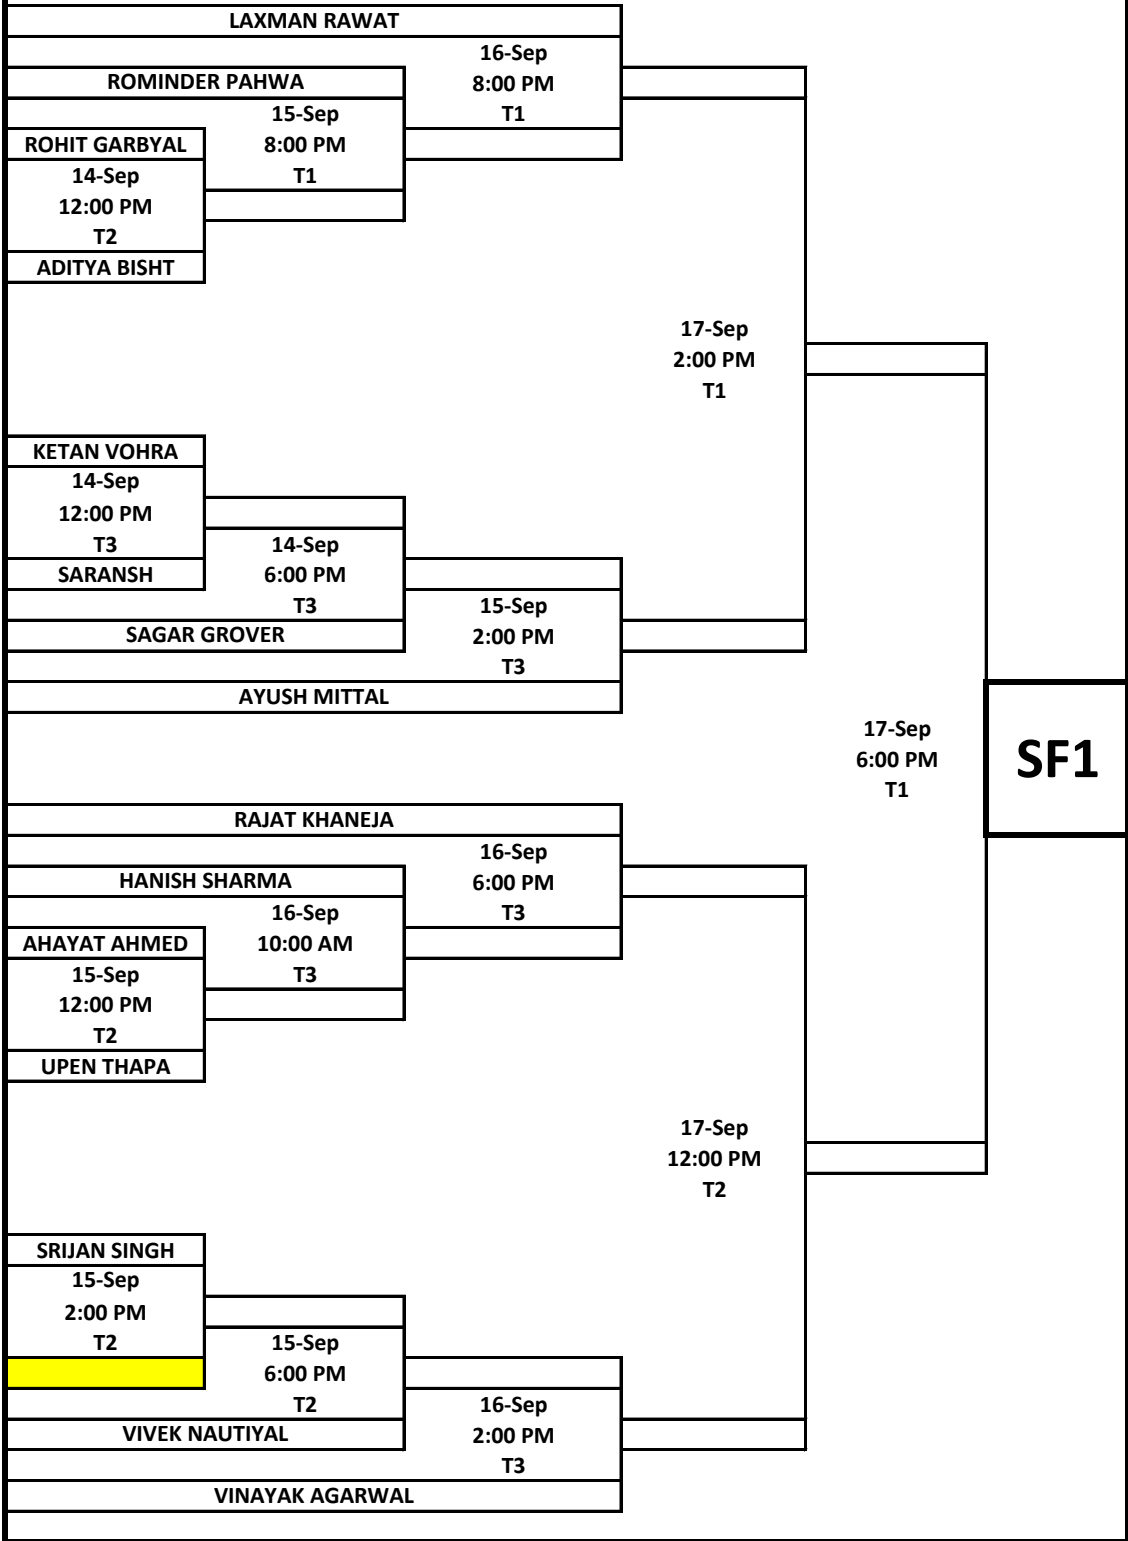 LAXMAN RAWAT
16-Sep
8:00 PM
T1
ROMINDER PAHWA
15-Sep
8:00 PM
T1
ROHIT GARBYAL
14-Sep
12:00 PM
T2
ADITYA BISHT
17-Sep
2:00 PM
T1
KETAN VOHRA
14-Sep
12:00 PM
T3
SARANSH
14-Sep
6:00 PM
T3
SAGAR GROVER
15-Sep
2:00 PM
T3
AYUSH MITTAL
17-Sep
6:00 PM
T1
SF1
RAJAT KHANEJA
16-Sep
6:00 PM
T3
HANISH SHARMA
16-Sep
10:00 AM
T3
AHAYAT AHMED
15-Sep
12:00 PM
T2
UPEN THAPA
17-Sep
12:00 PM
T2
SRIJAN SINGH
15-Sep
2:00 PM
T2
15-Sep
6:00 PM
T2
VIVEK NAUTIYAL
16-Sep
2:00 PM
T3
VINAYAK AGARWAL